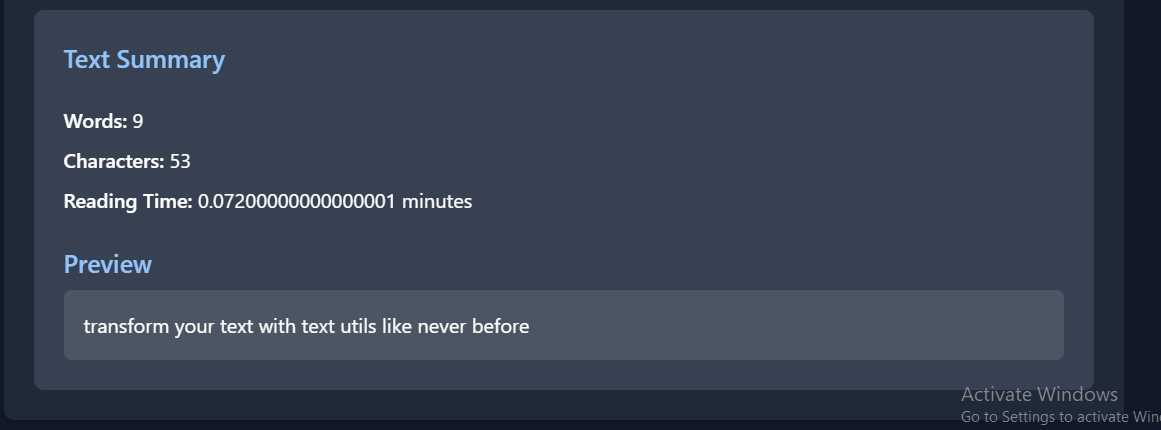 Text Summary
Words: 9
Characters: 53
Reading Time: 0.07200000000000001 minutes
Preview
transform your text with text utils like never before
Activate Windows
Go to Settings to activate Win